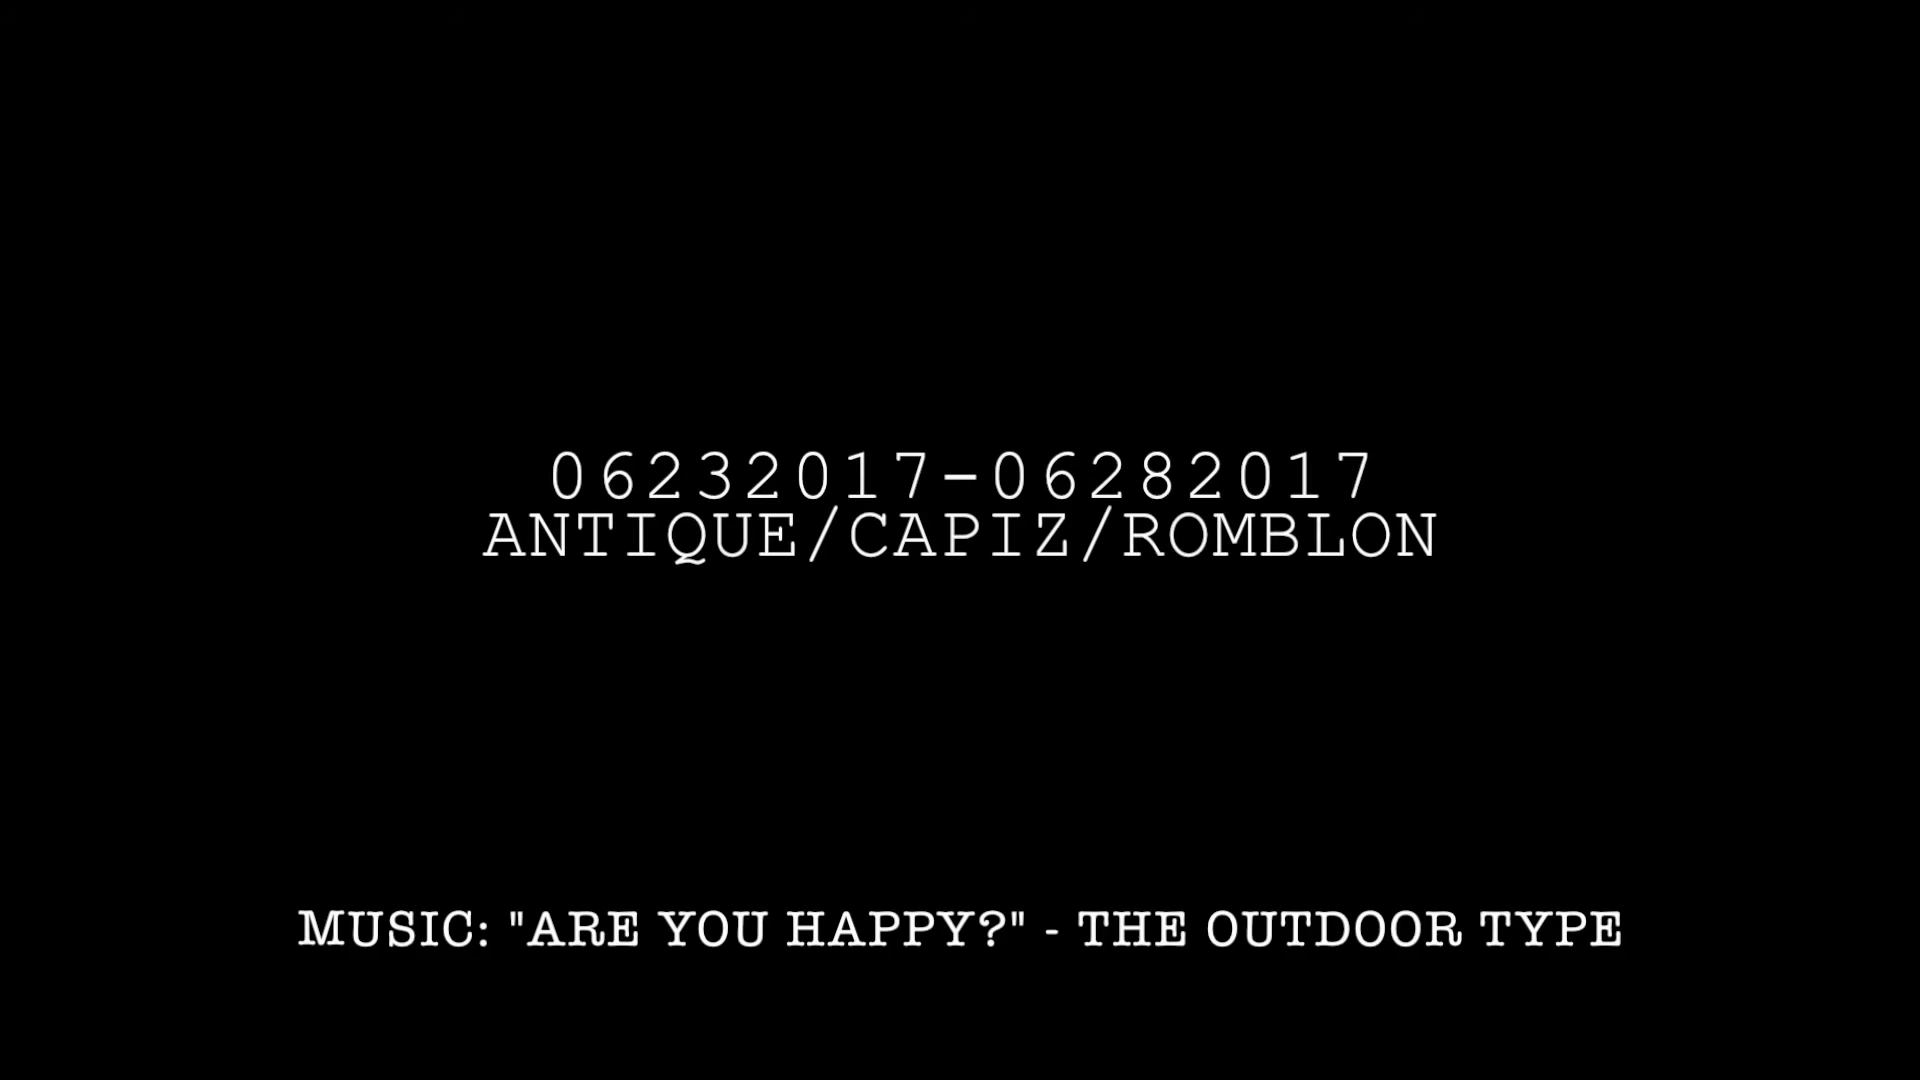 06232017-06282017
ANTIQUE/CAPIZ/ROMBLON
MUSIC: "ARE YOU HAPPY?" - THE OUTDOOR TYPE